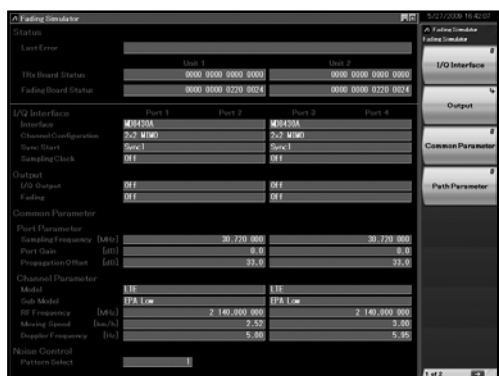 Fading Simulator
5/27/2009 16:42:07
Status
Last Error
Unit 1 Unit 2
TRx Board Status 0000 0000 0000 0000 0000 0000 0000 0000
Fading Board Status 0000 0000 0220 0024 0000 0000 0220 0024
I/Q Interface Port 1 Port 2 Port 3 Port 4
Interface MD8430A MD8430A
Channel Configuration 2x2 MIMO 2x2 MIMO
Sync Start Sync1 Sync1
Sampling Clock Off Off
Output
I/Q Output Off Off
Fading Off Off
Common Parameter
Port Parameter
Sampling Frequency [MHz] 30.720 000 30.720 000
Port Gain [dB] 0.0 0.0
Propagation Offset [dB] 33.0 33.0
Channel Parameter
Model LTE LTE
Sub Model EPA Low EPA Low
RF Frequency [MHz] 2 140.000 000 2 140.000 000
Moving Speed [km/h] 2.52 3.00
Doppler Frequency [Hz] 5.00 5.95
Noise Control
Pattern Select 1
Fading Simulator
Fading Simulator
I/Q Interface
Output
Common Parameter
Path Parameter
1 of 2